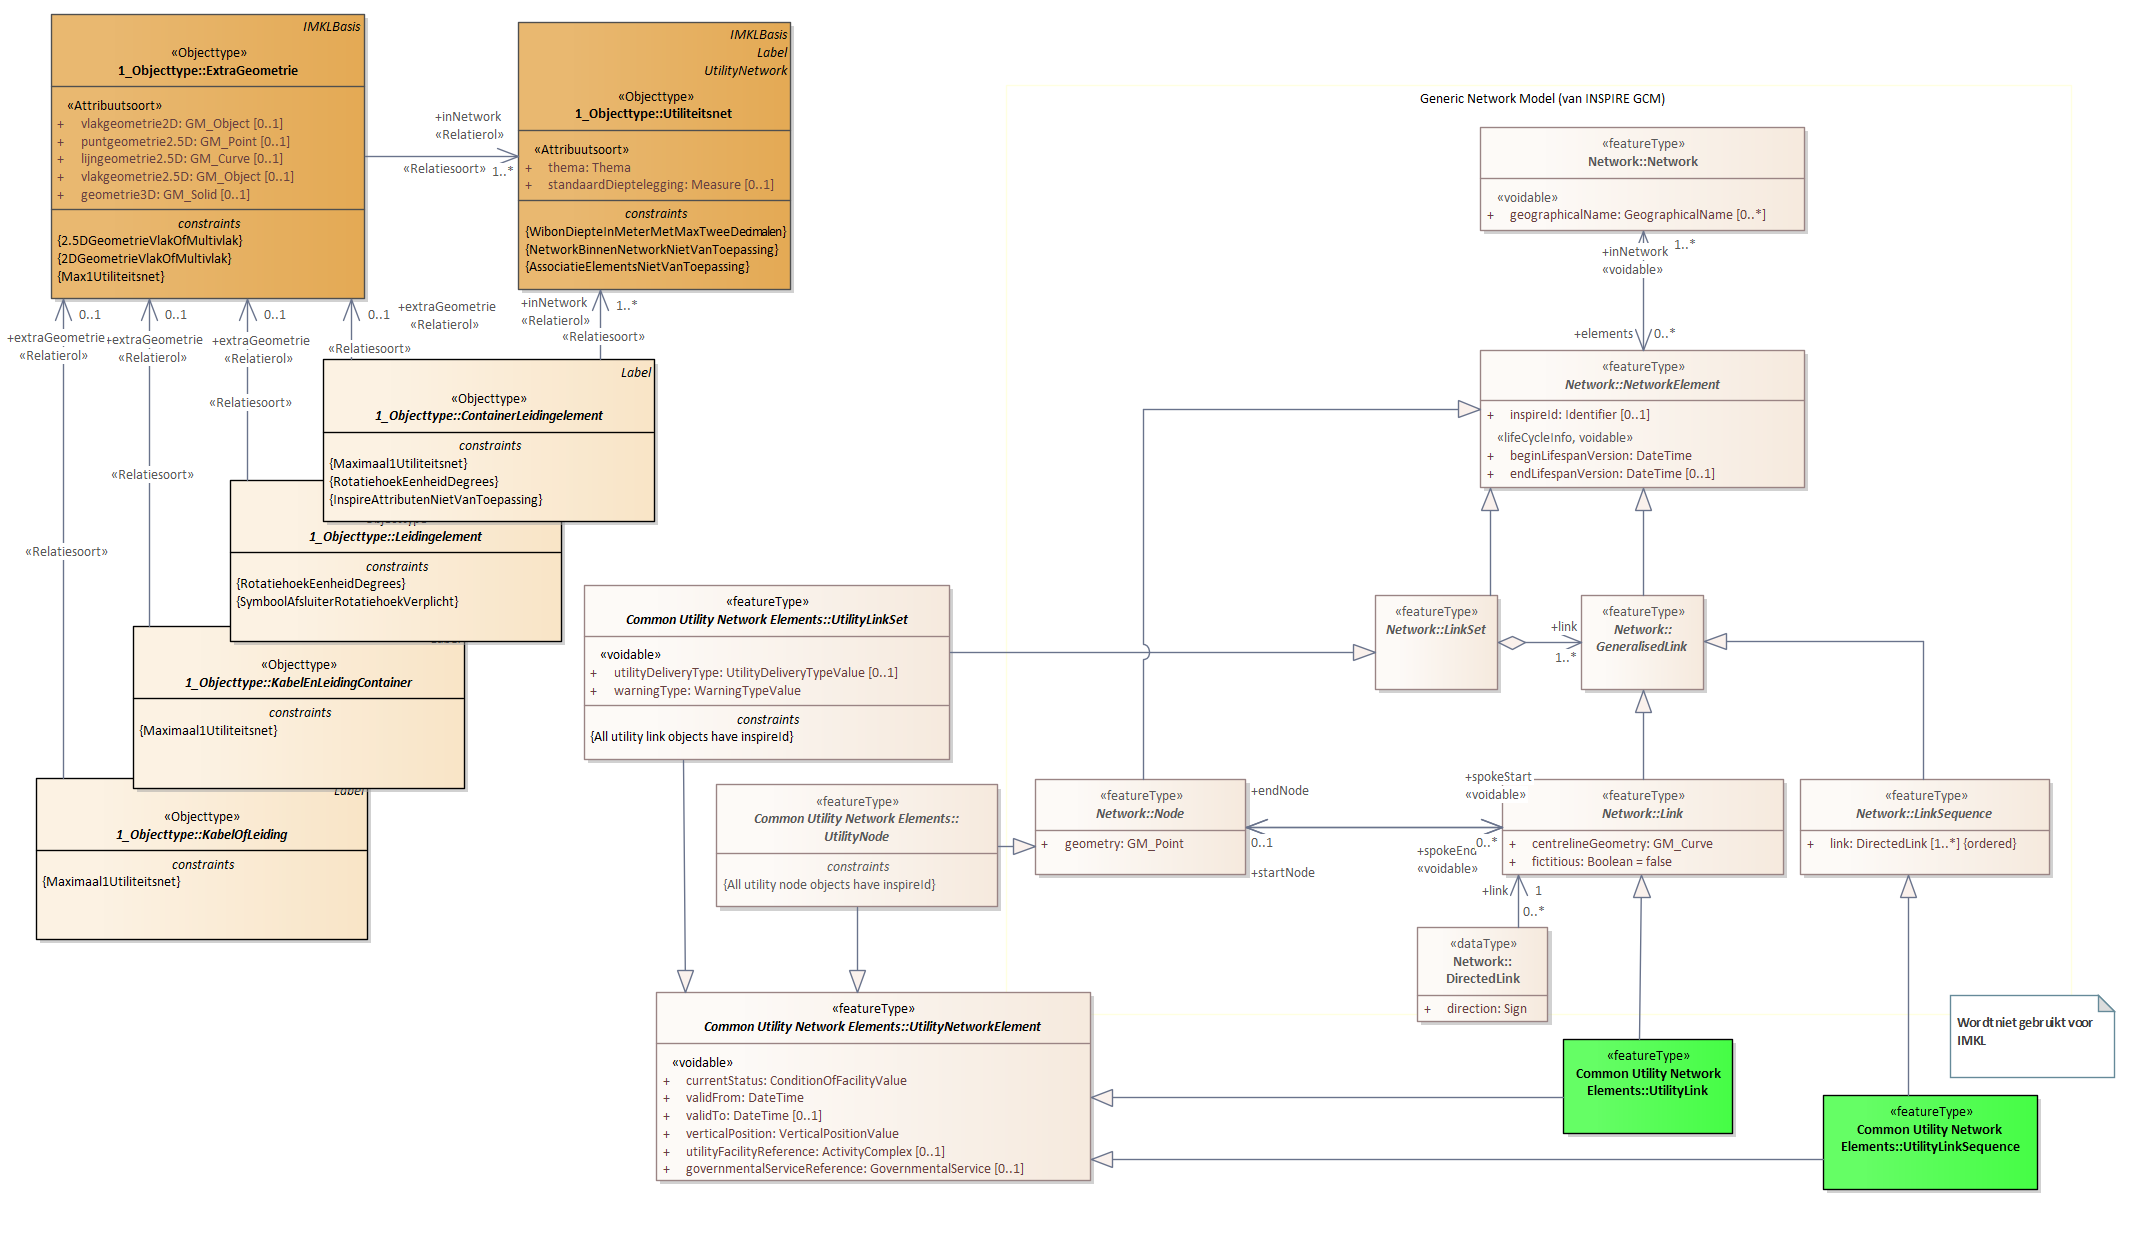 IMKLBasis
«Objecttype»
1_Objecttype::ExtraGeometrie
«Attribuutsoort»
+ vlakgeometrie2D: GM_Object [0..1]
+ puntgeometrie2.5D: GM_Point [0..1]
+ lijngeometrie2.5D: GM_Curve [0..1]
+ vlakgeometrie2.5D: GM_Object [0..1]
+ geometrie3D: GM_Solid [0..1]
constraints
{2.5DGeometrieVlakOfMultivlak}
{2DGeometrieVlakOfMultivlak}
{Max1Utiliteitsnet}
+inNetwork
«Relatierol»
«Relatiesoort» 1..*
IMKLBasis
Label
UtilityNetwork
«Objecttype»
1_Objecttype::Utiliteitsnet
«Attribuutsoort»
+ thema: Thema
+ standaardDieptelegging: Measure [0..1]
constraints
{WibonDiepteInMeterMetMaxTweeDecimalen}
{NetworkBinnenNetworkNietVanToepassing}
{AssociatieElementsNietVanToepassing}
0..1
+extraGeometrie
«Relatierol»
«Relatiesoort»
0..1
+extraGeometrie
«Relatierol»
«Relatiesoort»
0..1
+extraGeometrie
«Relatierol»
«Relatiesoort»
0..1
+extraGeometrie
«Relatierol»
«Relatiesoort»
+inNetwork
«Relatierol»
1..*
«Relatiesoort»
Label
«Objecttype»
1_Objecttype::ContainerLeidingelement
constraints
{Maximaal1Utiliteitsnet}
{RotatiehoekEenheidDegrees}
{InspireAttributenNietVanToepassing}
1_Objecttype::Leidingelement
constraints
{RotatiehoekEenheidDegrees}
{SymboolAfsluiterRotatiehoekVerplicht}
«Objecttype»
1_Objecttype::KabelEnLeidingContainer
constraints
{Maximaal1Utiliteitsnet}
Label
«Objecttype»
1_Objecttype::KabelOfLeiding
constraints
{Maximaal1Utiliteitsnet}
Generic Network Model (van INSPIRE GCM)
«featureType»
Network::Network
«voidable»
+ geographicalName: GeographicalName [0..*]
+inNetwork
«voidable»
1..*
+elements
0..*
«featureType»
Network::NetworkElement
+ inspireId: Identifier [0..1]
«lifeCycleInfo, voidable»
+ beginLifespanVersion: DateTime
+ endLifespanVersion: DateTime [0..1]
«featureType»
Common Utility Network Elements::UtilityLinkSet
«voidable»
+ utilityDeliveryType: UtilityDeliveryTypeValue [0..1]
+ warningType: WarningTypeValue
constraints
{All utility link objects have inspireId}
«featureType»
Network::LinkSet
+link
1..*
«featureType»
Network::
GeneralisedLink
«featureType»
Common Utility Network Elements::
UtilityNode
constraints
{All utility node objects have inspireId}
«featureType»
Network::Node
+ geometry: GM_Point
+endNode
0..1
+startNode
+spokeStart
«voidable»
0..*
+spokeEnd
«voidable»
«featureType»
Network::Link
+ centrelineGeometry: GM_Curve
+ fictitious: Boolean = false
«featureType»
Network::LinkSequence
+ link: DirectedLink [1..*] {ordered}
+link
1
0..*
«dataType»
Network::
DirectedLink
+ direction: Sign
«featureType»
Common Utility Network Elements::UtilityNetworkElement
«voidable»
+ currentStatus: ConditionOfFacilityValue
+ validFrom: DateTime
+ validTo: DateTime [0..1]
+ verticalPosition: VerticalPositionValue
+ utilityFacilityReference: ActivityComplex [0..1]
+ governmentalServiceReference: GovernmentalService [0..1]
«featureType»
Common Utility Network
Elements::UtilityLink
«featureType»
Common Utility Network
Elements::UtilityLinkSequence
Wordt niet gebruikt voor
IMKL